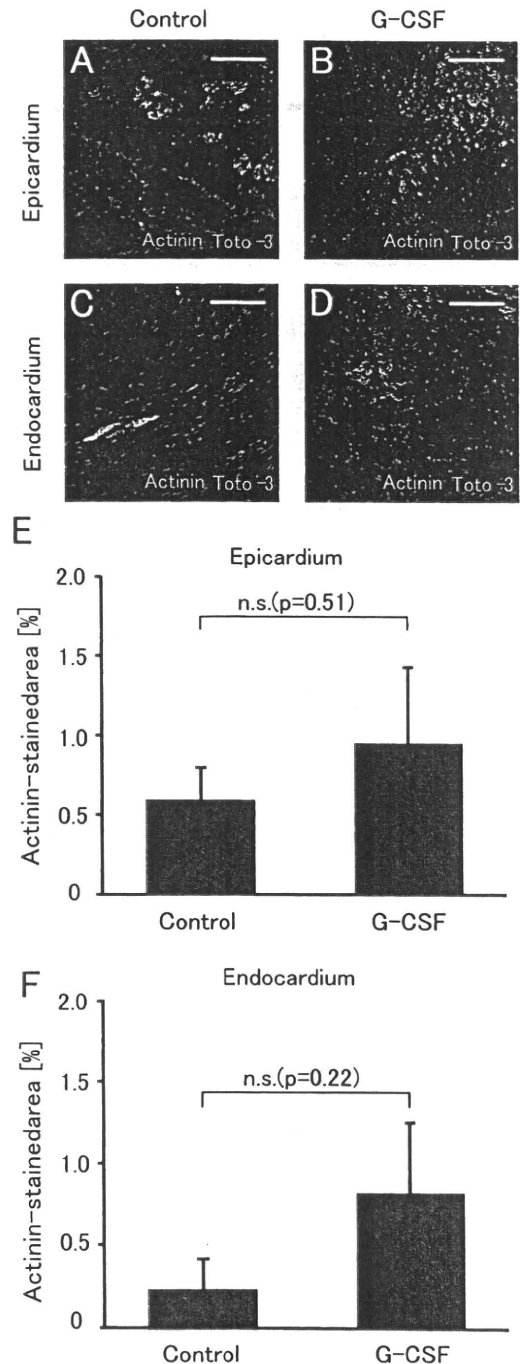 Control G-CSF
Epicardium
A
Actinin Toto-3
B
Actinin Toto-3
Endocardium
C
Actinin Toto-3
D
Actinin Toto-3
E
Epicardium
n.s.(p=0.51)
Actinin-stainedarea [%]
2.0
1.5
1.0
0.5
0
Control G-CSF
F
Endocardium
n.s.(p=0.22)
Actinin-stainedarea [%]
2.0
1.5
1.0
0.5
0
Control G-CSF